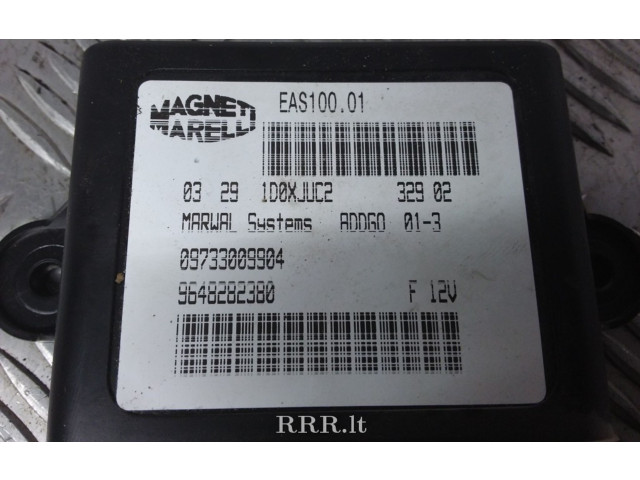 MAGNETI
MARELLI
EAS100.01
03 29 1D0XJUC2 329 02
MARWAL Systems ADDGO 01-3
09733009904
9648282380 F 12V
RRR.lt